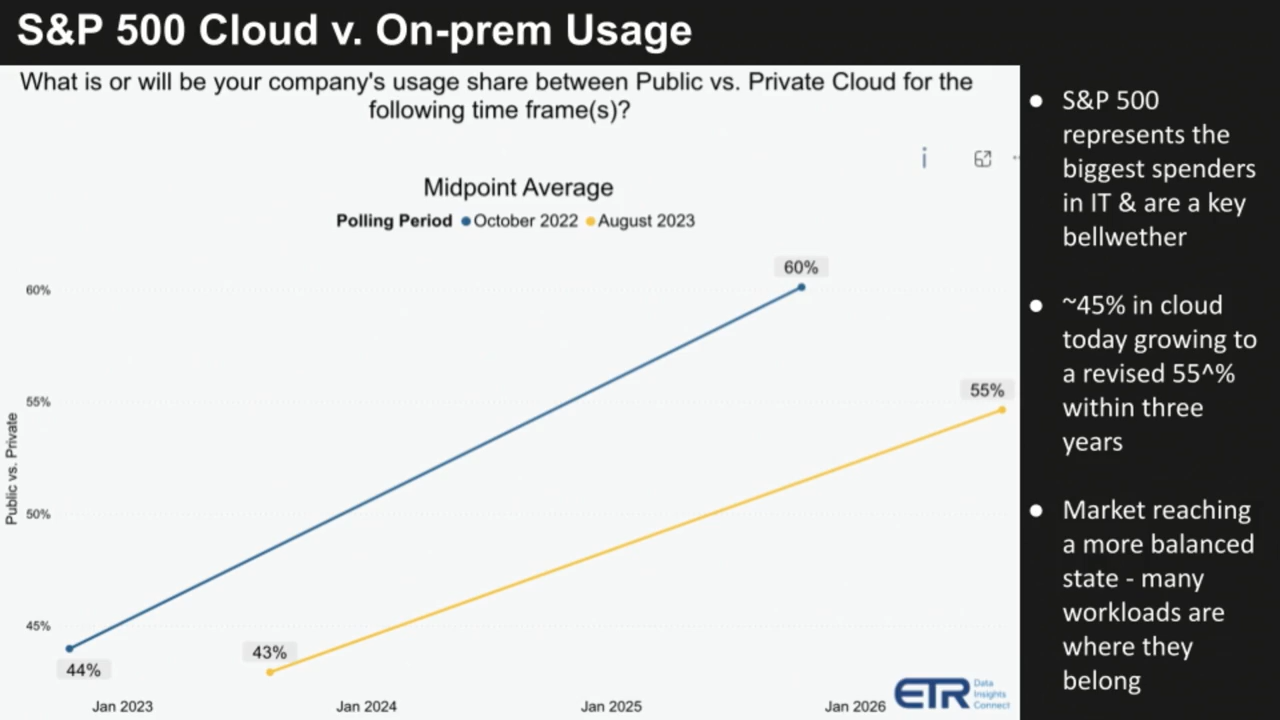 S&P 500 Cloud v. On-prem Usage
What is or will be your company's usage share between Public vs. Private Cloud for the
following time frame(s)?
i
Midpoint Average
Polling Period October 2022 August 2023
60%
55%
50%
45%
Public vs. Private
60%
55%
44%
43%
Jan 2023
Jan 2024
Jan 2025
Jan 2026
ETR Data
Insights
Connect
S&P 500
represents the
biggest spenders
in IT & are a key
bellwether
~45% in cloud
today growing to
a revised 55^%
within three
years
Market reaching
a more balanced
state - many
workloads are
where they
belong